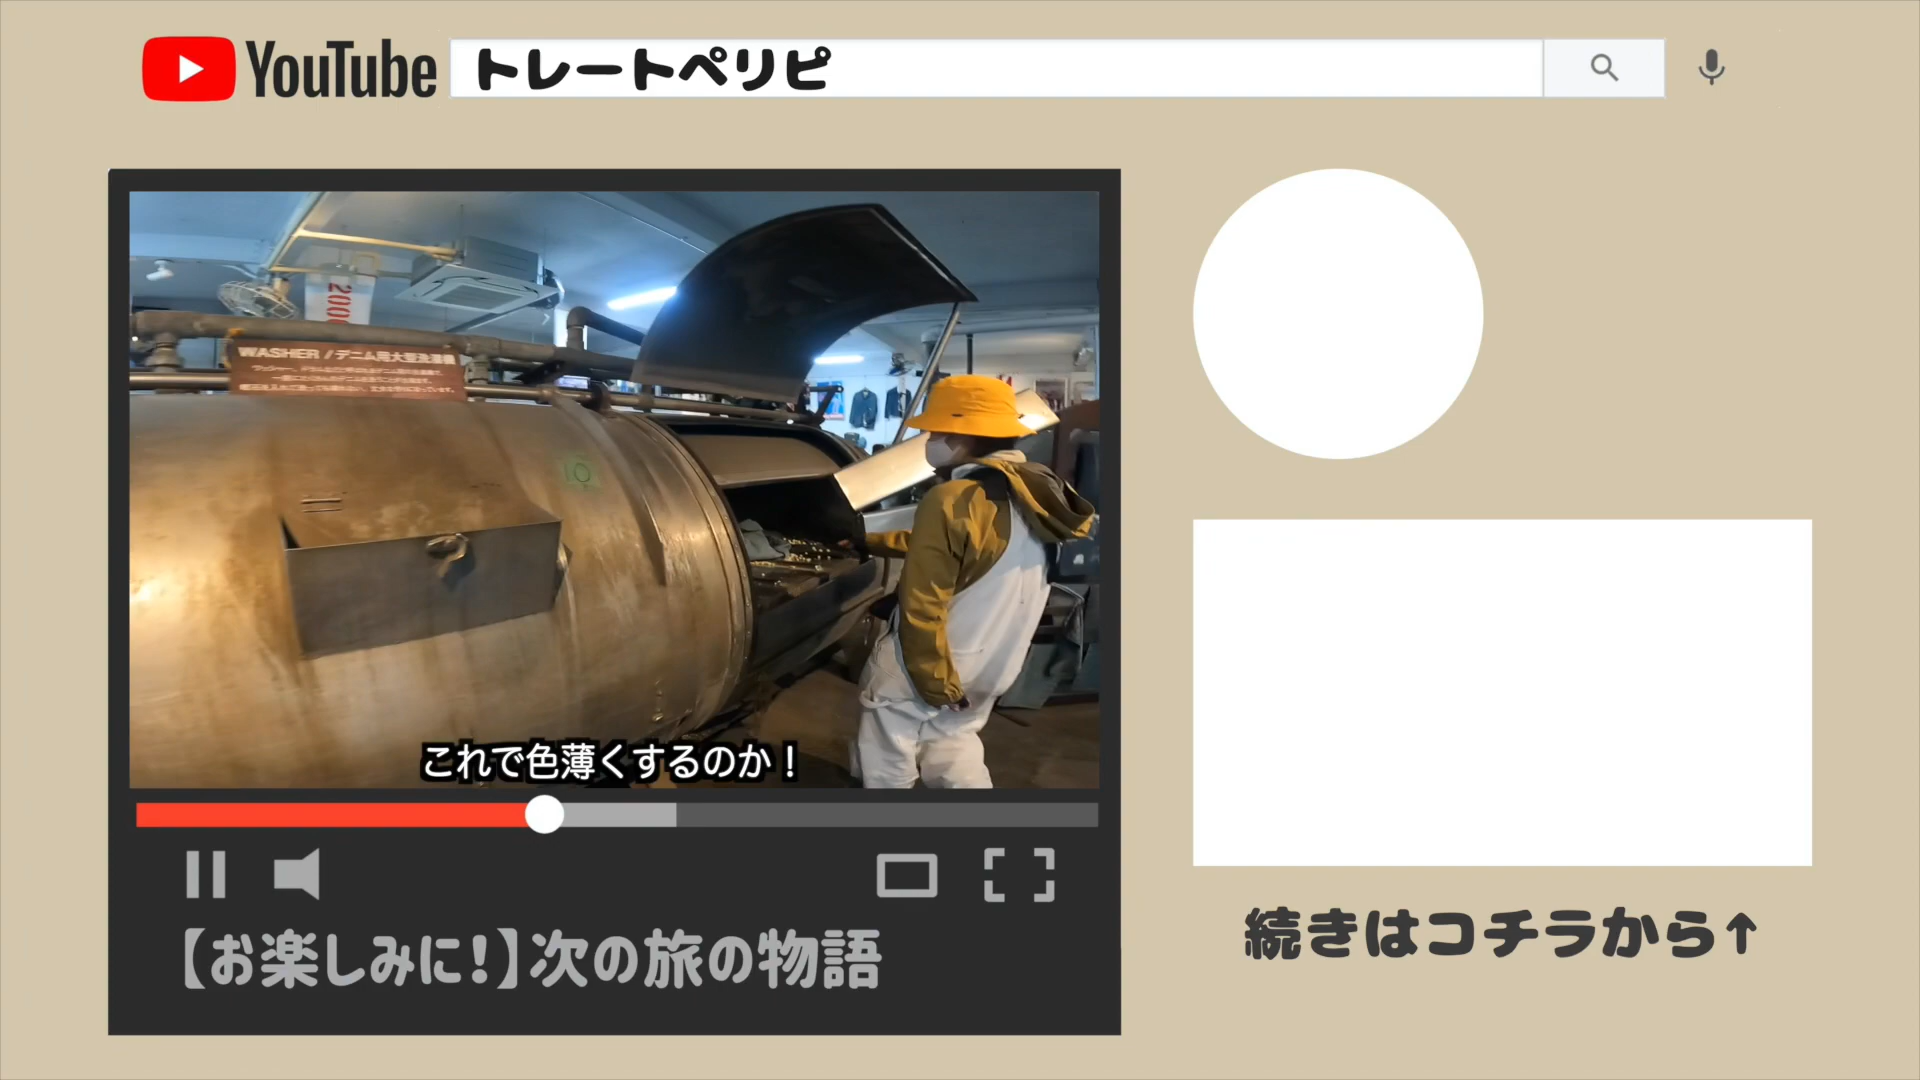 YouTube
トレートペリピ
200
WASHER / デニム用大型洗濯機
10
これで色薄くするのか！
【お楽しみに！】次の旅の物語
続きはコチラから↑